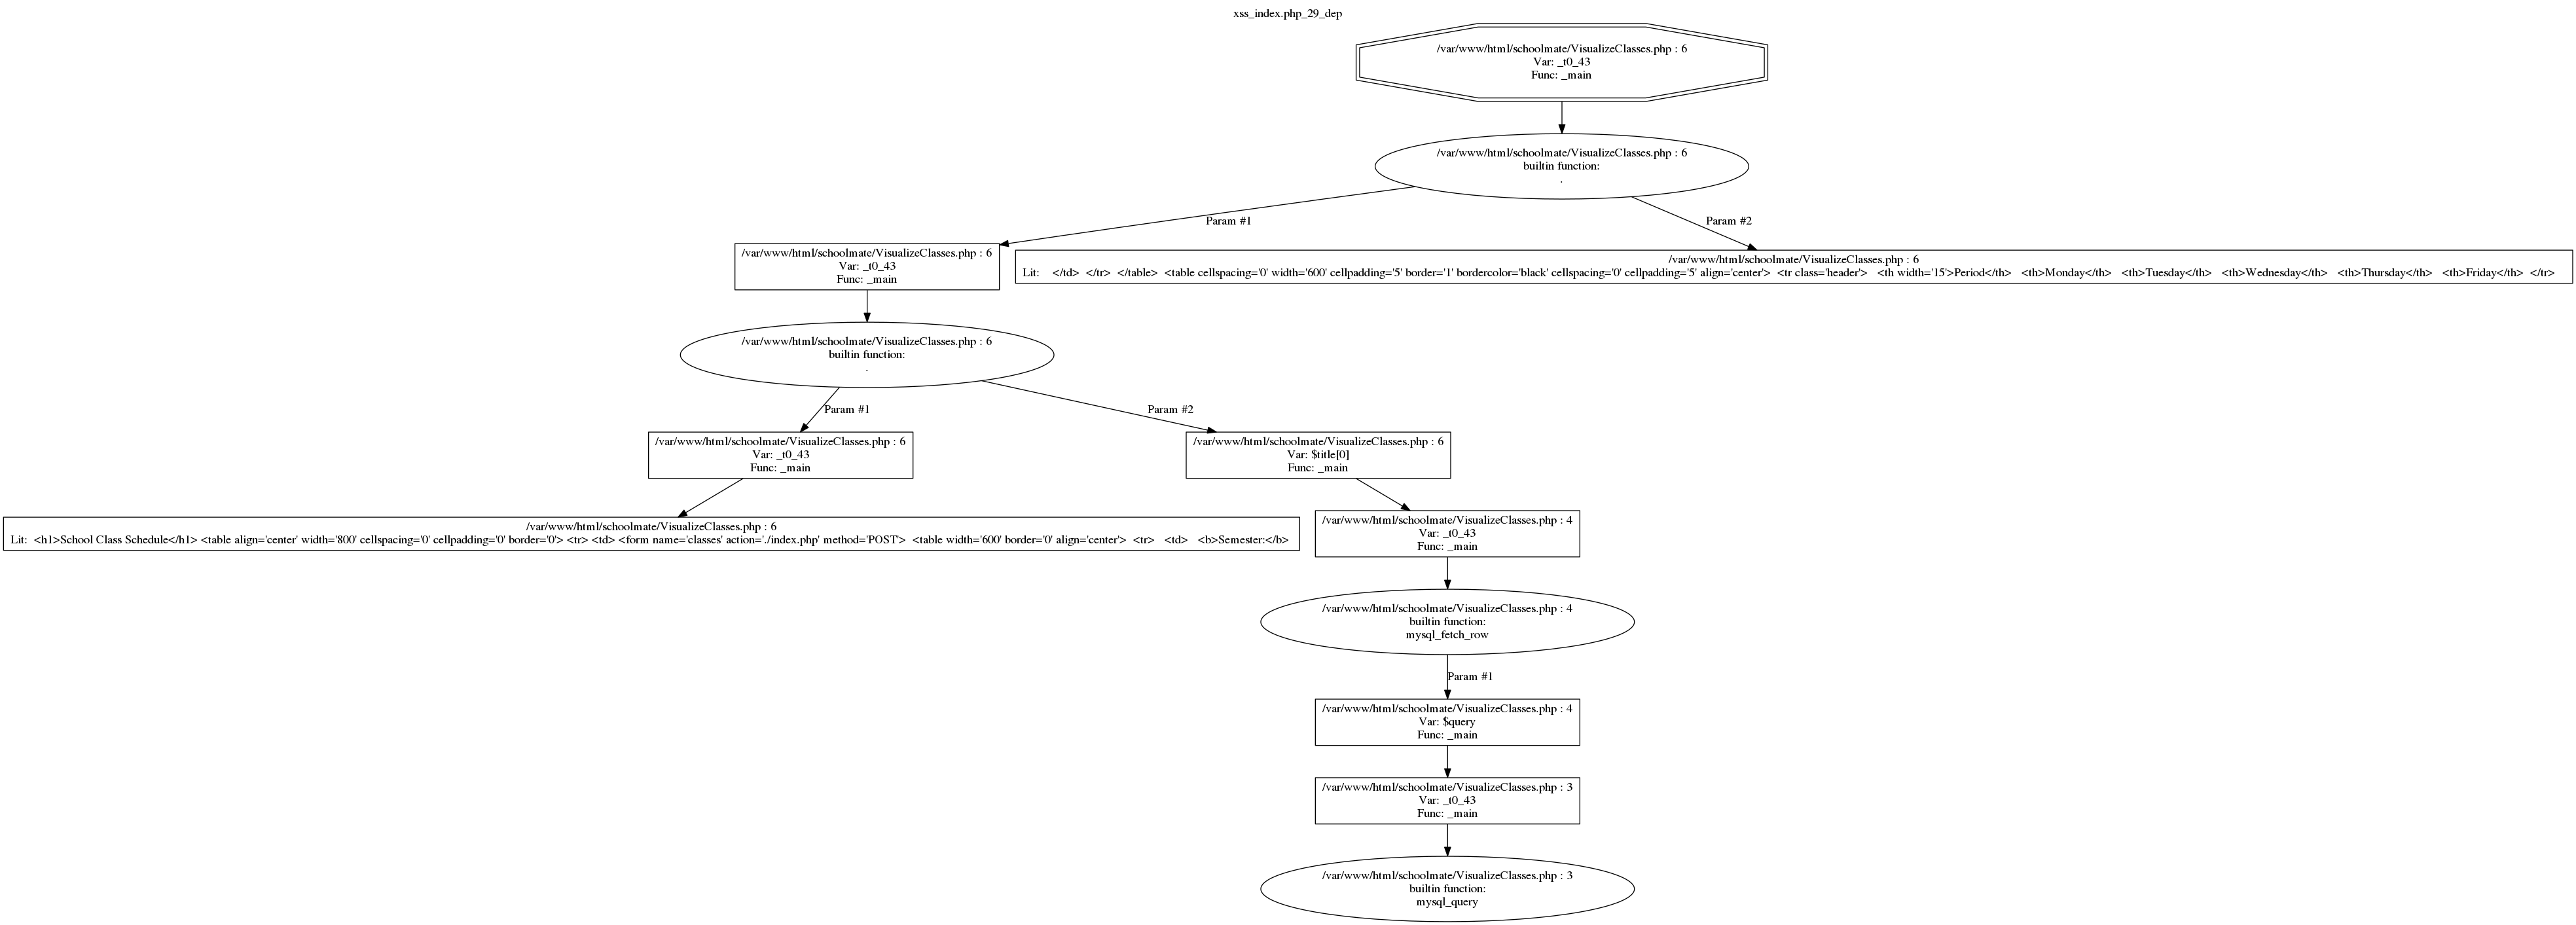 xss_index.php_29_dep
/var/www/html/schoolmate/VisualizeClasses.php : 6
Var: _t0_43
Func: _main
/var/www/html/schoolmate/VisualizeClasses.php : 6
builtin function:
.
Param #1
Param #2
/var/www/html/schoolmate/VisualizeClasses.php : 6
Var: _t0_43
Func: _main
/var/www/html/schoolmate/VisualizeClasses.php : 6
Lit: </td> </tr> </table> <table cellspacing='0' width='600' cellpadding='5' border='1' bordercolor='black' cellspacing='0' cellpadding='5' align='center'> <tr class='header'> <th width='15'>Period</th> <th>Monday</th> <th>Tuesday</th> <th>Wednesday</th> <th>Thursday</th> <th>Friday</th> </tr>
/var/www/html/schoolmate/VisualizeClasses.php : 6
builtin function:
.
Param #1
Param #2
/var/www/html/schoolmate/VisualizeClasses.php : 6
Var: _t0_43
Func: _main
/var/www/html/schoolmate/VisualizeClasses.php : 6
Var: $title[0]
Func: _main
/var/www/html/schoolmate/VisualizeClasses.php : 6
Lit: <h1>School Class Schedule</h1> <table align='center' width='800' cellspacing='0' cellpadding='0' border='0'> <tr> <td> <form name='classes' action='./index.php' method='POST'> <table width='600' border='0' align='center'> <tr> <td> <b>Semester:</b>
/var/www/html/schoolmate/VisualizeClasses.php : 4
Var: _t0_43
Func: _main
/var/www/html/schoolmate/VisualizeClasses.php : 4
builtin function:
mysql_fetch_row
Param #1
/var/www/html/schoolmate/VisualizeClasses.php : 4
Var: $query
Func: _main
/var/www/html/schoolmate/VisualizeClasses.php : 3
Var: _t0_43
Func: _main
/var/www/html/schoolmate/VisualizeClasses.php : 3
builtin function:
mysql_query